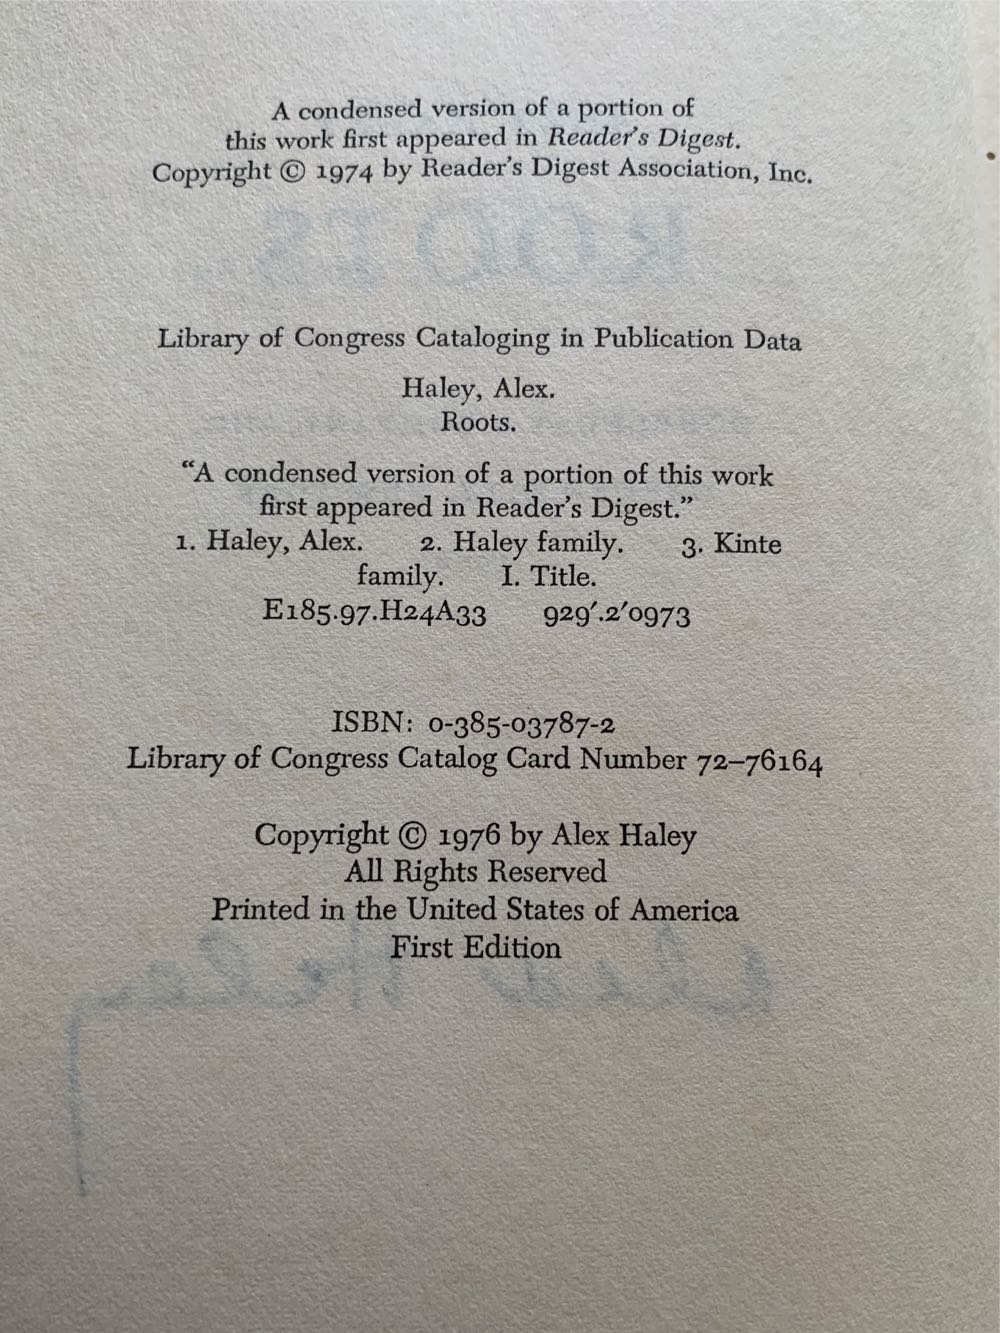 A condensed version of a portion of
this work first appeared in Reader's Digest.
Copyright © 1974 by Reader's Digest Association, Inc.
ROOTS
Library of Congress Cataloging in Publication Data
Haley, Alex.
Roots.
“A condensed version of a portion of this work
first appeared in Reader's Digest.”
1. Haley, Alex. 2. Haley family. 3. Kinte
family. I. Title.
E185.97.H24A33 929′.2′0973
ISBN: 0-385-03787-2
Library of Congress Catalog Card Number 72–76164
Copyright © 1976 by Alex Haley
All Rights Reserved
Printed in the United States of America
First Edition
Alex Haley